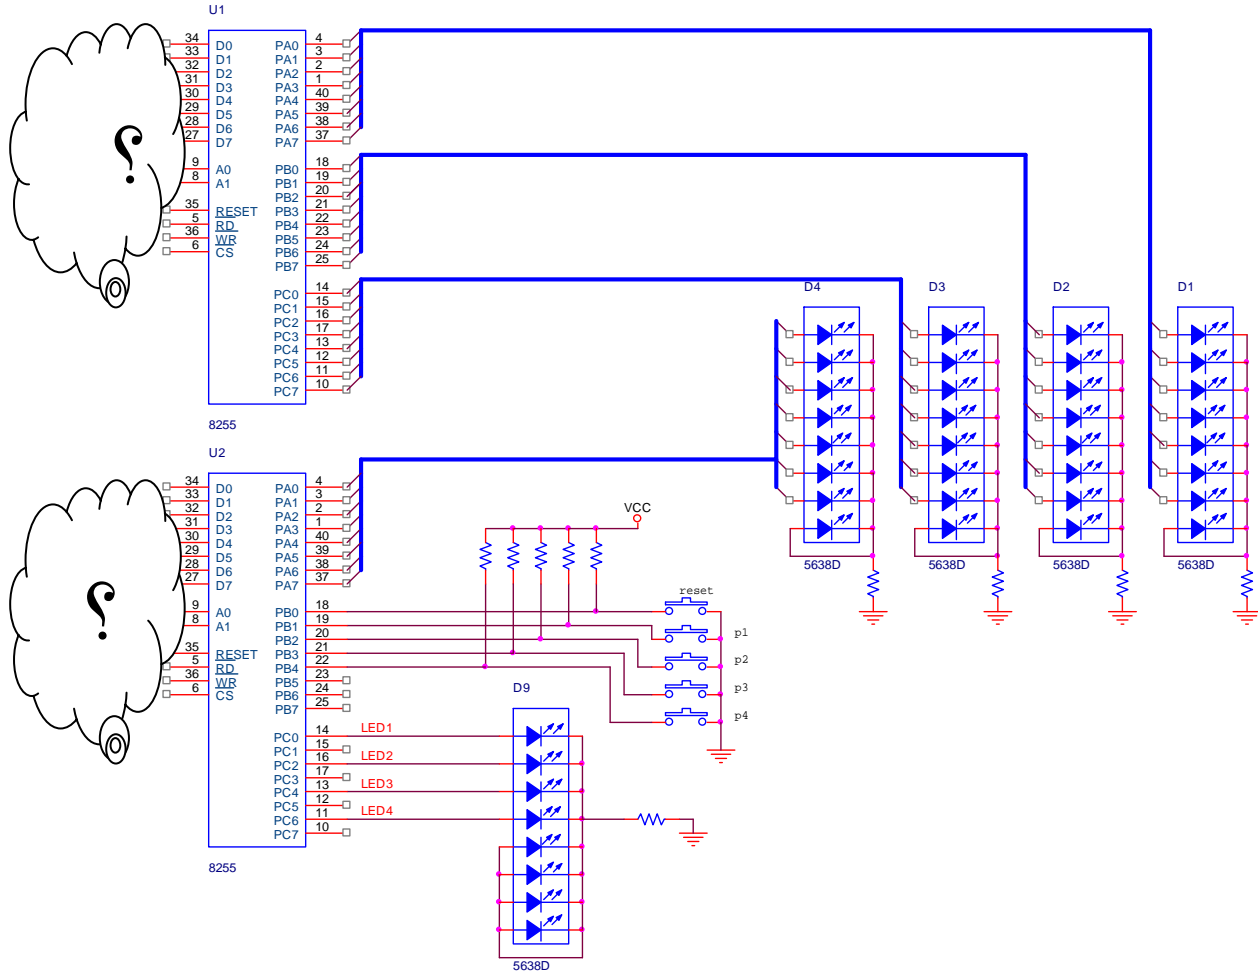 U1
34 D0 PA0 4
33 D1 PA1 3
32 D2 PA2 2
31 D3 PA3 1
30 D4 PA4 40
29 D5 PA5 39
28 D6 PA6 38
27 D7 PA7 37
9 A0 PB0 18
8 A1 PB1 19
PB2 20
35 RESET PB3 21
5 RD PB4 22
36 WR PB5 23
6 CS PB6 24
PB7 25
PC0 14
PC1 15
PC2 16
PC3 17
PC4 13
PC5 12
PC6 11
PC7 10
8255
؟
D4 D3 D2 D1
5638D 5638D 5638D 5638D
U2
34 D0 PA0 4
33 D1 PA1 3
32 D2 PA2 2
31 D3 PA3 1
30 D4 PA4 40
29 D5 PA5 39
28 D6 PA6 38
27 D7 PA7 37
9 A0 PB0 18
8 A1 PB1 19
PB2 20
35 RESET PB3 21
5 RD PB4 22
36 WR PB5 23
6 CS PB6 24
PB7 25
PC0 14 LED1
PC1 15
PC2 16 LED2
PC3 17
PC4 13 LED3
PC5 12
PC6 11 LED4
PC7 10
8255
؟
VCC
reset
p1
p2
p3
p4
D9
5638D